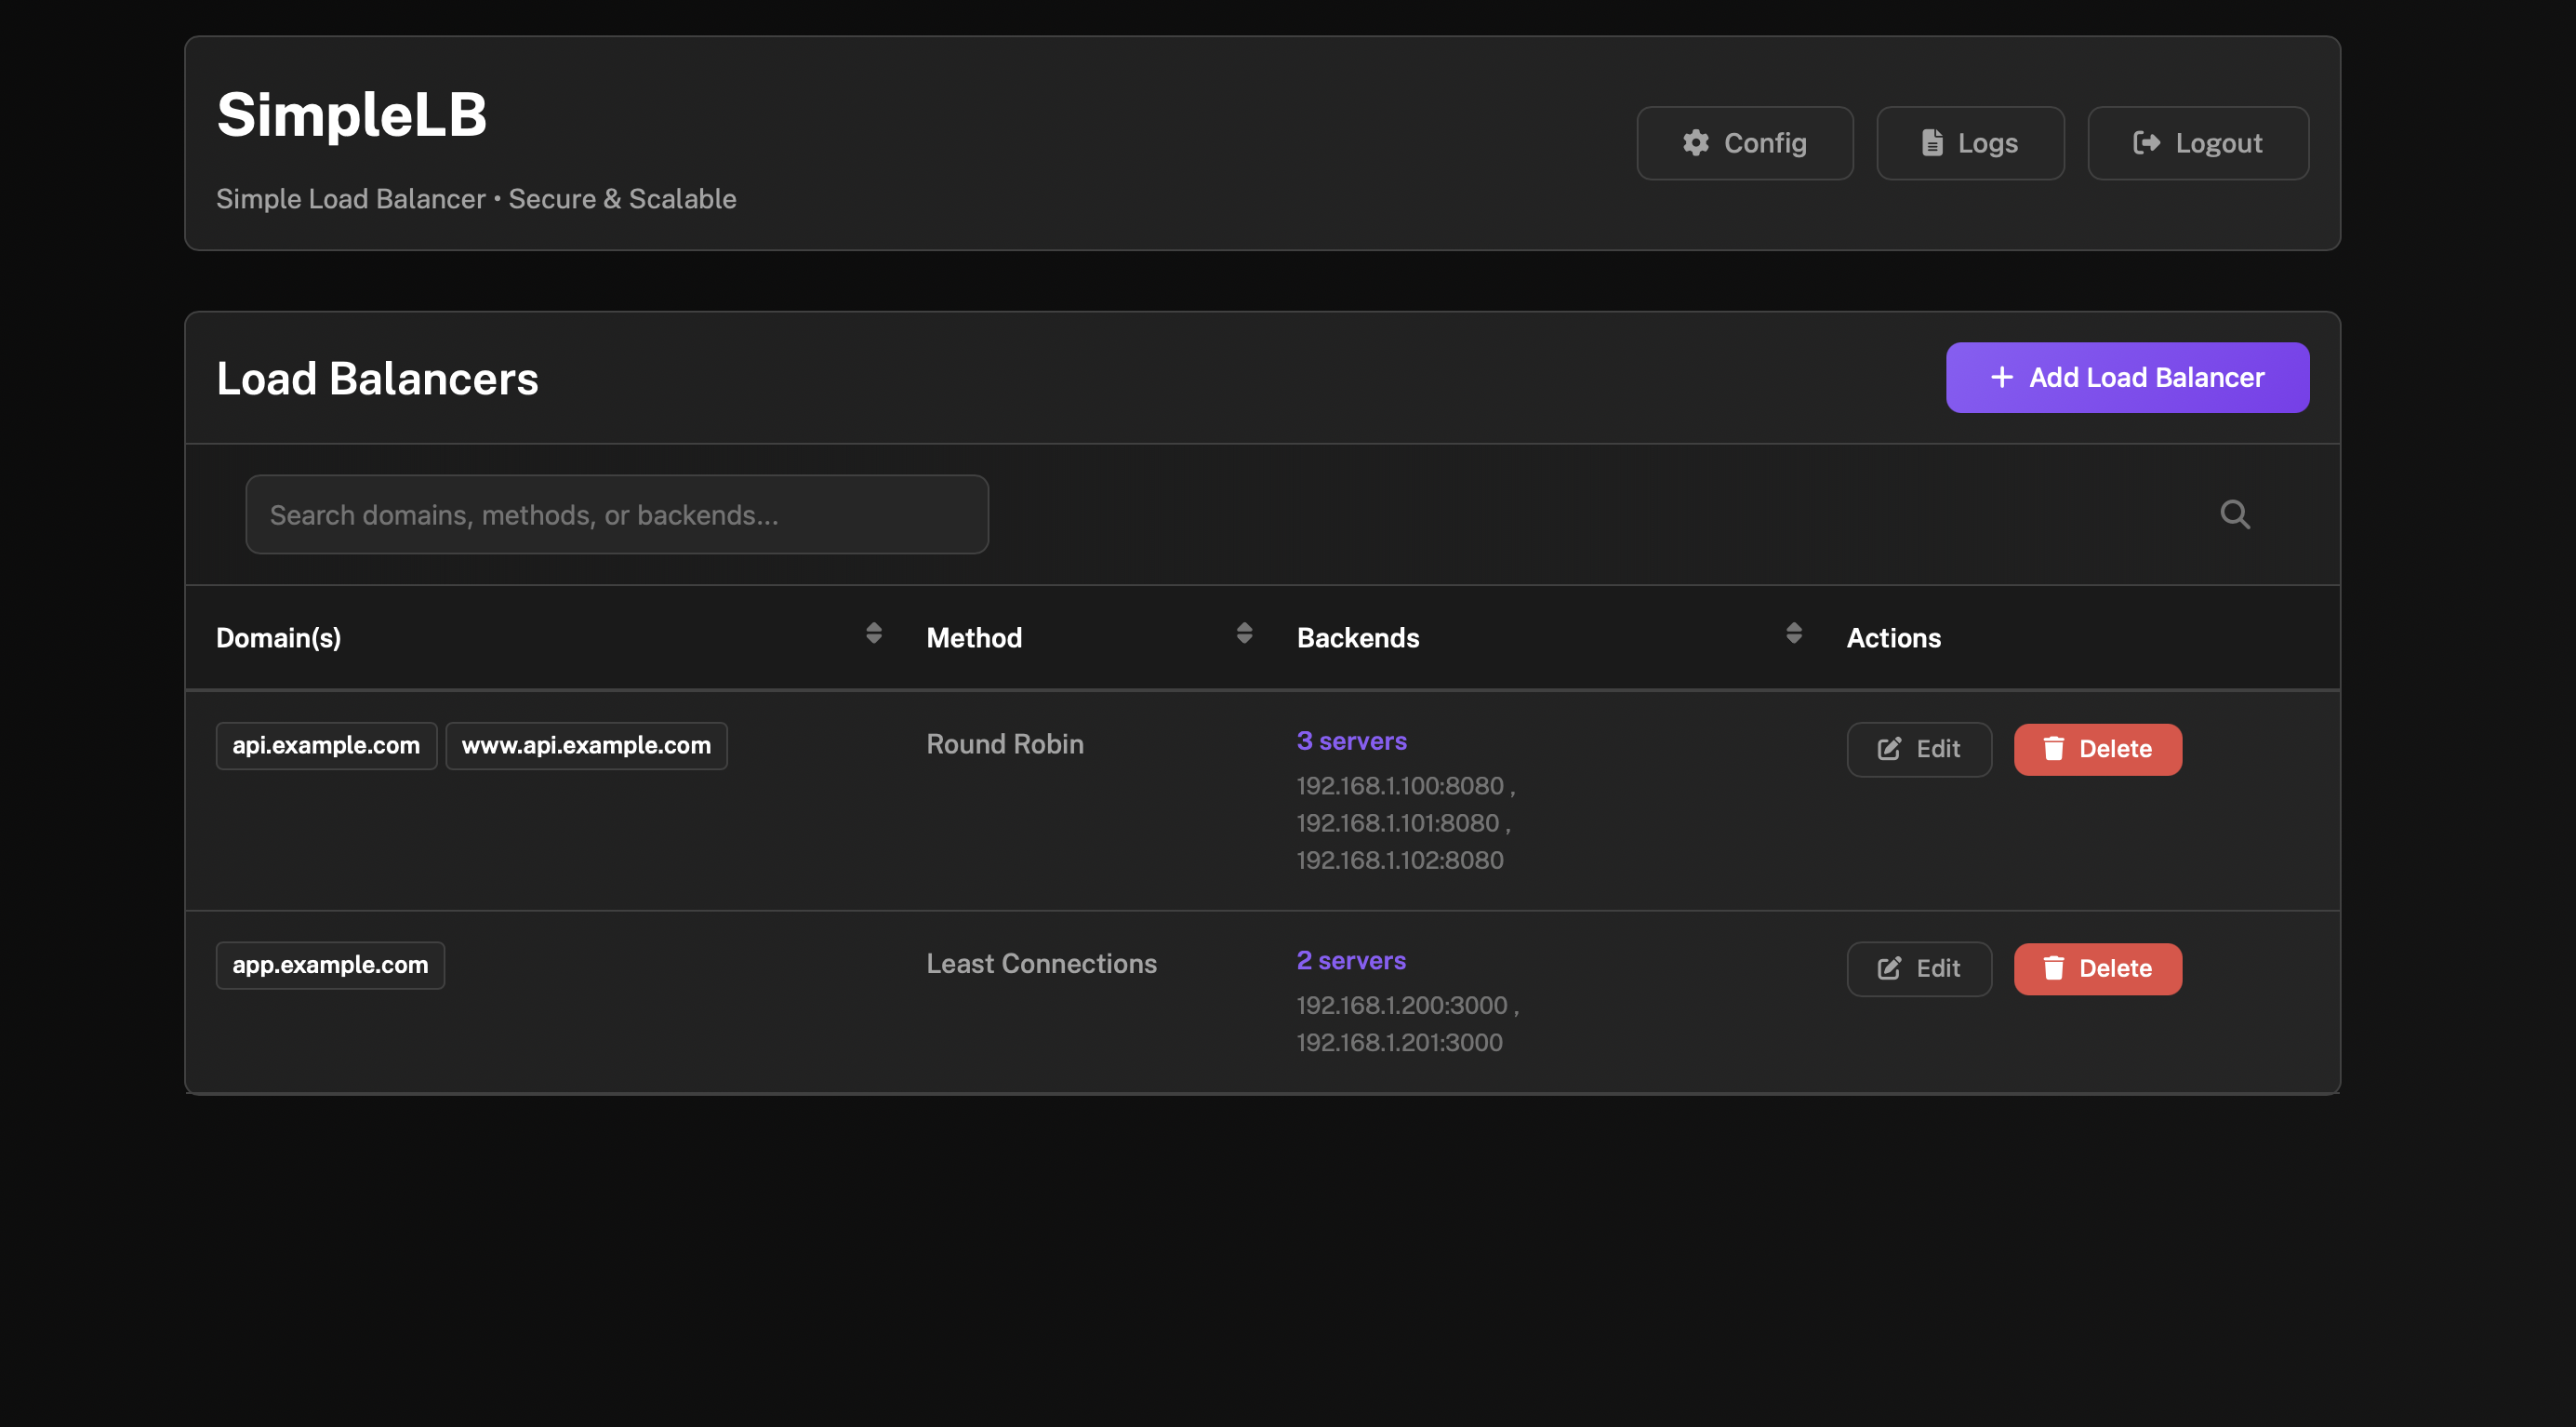 SimpleLB
Simple Load Balancer • Secure & Scalable
Config
Logs
Logout
Load Balancers
+ Add Load Balancer
Search domains, methods, or backends...
Domain(s)
Method
Backends
Actions
api.example.com www.api.example.com
Round Robin
3 servers
192.168.1.100:8080 ,
192.168.1.101:8080 ,
192.168.1.102:8080
Edit
Delete
app.example.com
Least Connections
2 servers
192.168.1.200:3000 ,
192.168.1.201:3000
Edit
Delete